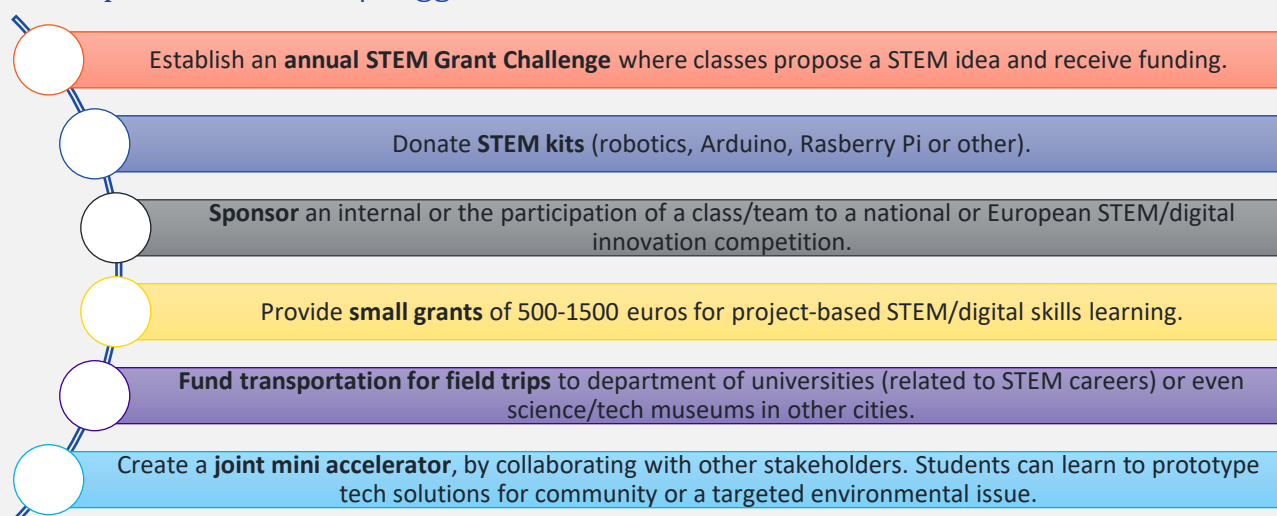 Establish an annual STEM Grant Challenge where classes propose a STEM idea and receive funding.
Donate STEM kits (robotics, Arduino, Rasberry Pi or other).
Sponsor an internal or the participation of a class/team to a national or European STEM/digital
innovation competition.
Provide small grants of 500-1500 euros for project-based STEM/digital skills learning.
Fund transportation for field trips to department of universities (related to STEM careers) or even
science/tech museums in other cities.
Create a joint mini accelerator, by collaborating with other stakeholders. Students can learn to prototype
tech solutions for community or a targeted environmental issue.